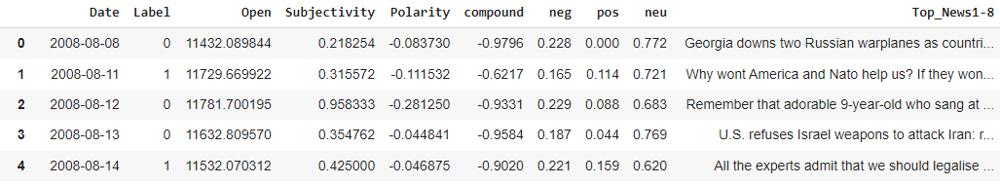 Date Label Open Subjectivity Polarity compound neg pos neu Top_News1-8
0 2008-08-08 0 11432.089844 0.218254 -0.083730 -0.9796 0.228 0.000 0.772 Georgia downs two Russian warplanes as countri...
1 2008-08-11 1 11729.669922 0.315572 -0.111532 -0.6217 0.165 0.114 0.721 Why wont America and Nato help us? If they won...
2 2008-08-12 0 11781.700195 0.958333 -0.281250 -0.9331 0.229 0.088 0.683 Remember that adorable 9-year-old who sang at ...
3 2008-08-13 0 11632.809570 0.354762 -0.044841 -0.9584 0.187 0.044 0.769 U.S. refuses Israel weapons to attack Iran: r...
4 2008-08-14 1 11532.070312 0.425000 -0.046875 -0.9020 0.221 0.159 0.620 All the experts admit that we should legalise ...